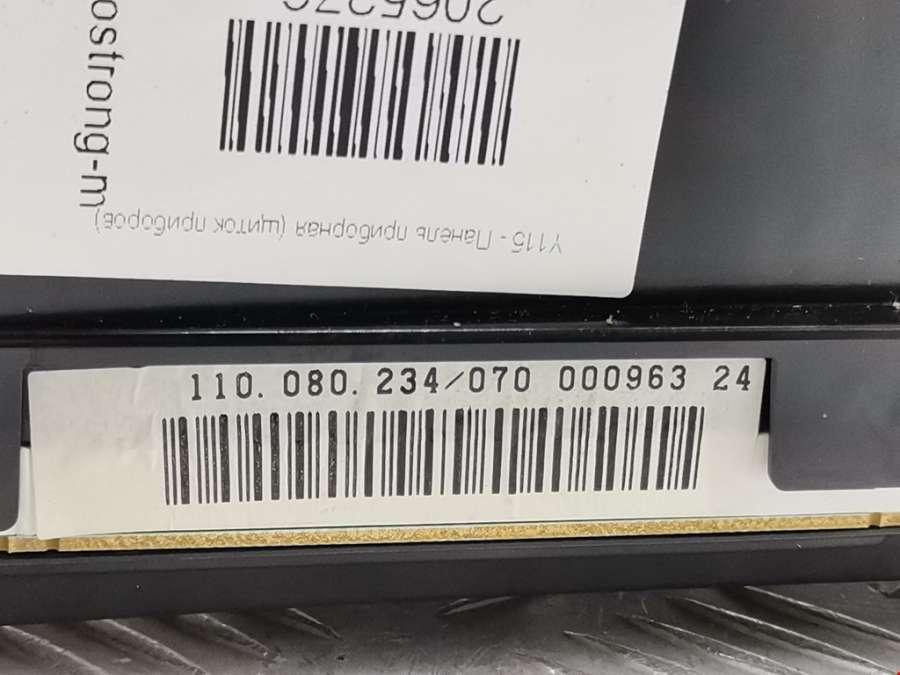 ostrong-m
Y115 - Панель приборная (щиток приборов)
110.080.234/070 000963 24